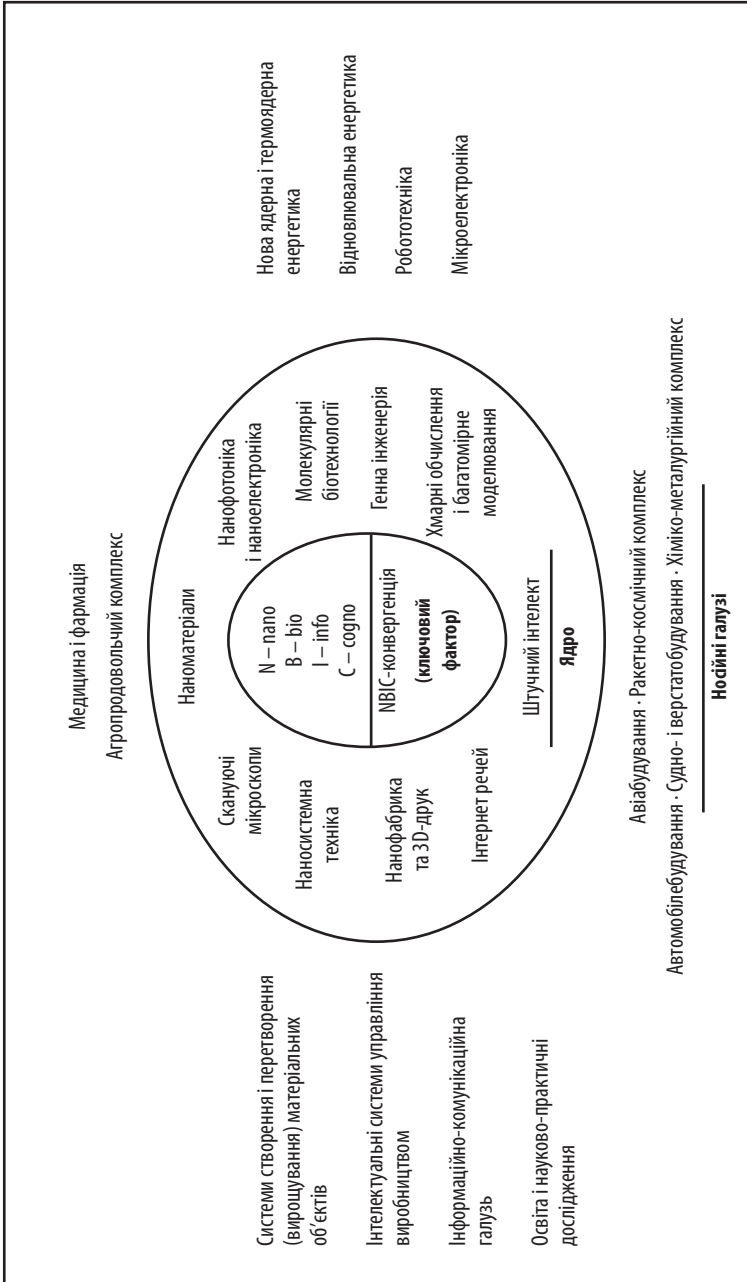 Медицина і фармація
Агропродовольчий комплекс
Системи створення і перетворення
(вирощування) матеріальних
об’єктів
Інтелектуальні системи управління
виробництвом
Інформаційно-комунікаційна
галузь
Освіта і науково-практичні
дослідження
Наноматеріали
Скануючі
мікроскопи
Наносистемна
техніка
Нанофабрика
та 3D-друк
Інтернет речей
N – nano
B – bio
I – info
C – cogno
NBIC-конвергенція
(ключовий
фактор)
Нанофотоніка
і наноелектроніка
Молекулярні
біотехнології
Генна інженерія
Хмарні обчислення
і багатомірне
моделювання
Штучний інтелект
Ядро
Нова ядерна і термоядерна
енергетика
Відновлювальна енергетика
Робототехніка
Мікроелектроніка
Авіабудування · Ракетно-космічний комплекс
Автомобілебудування · Судно- і верстатобудування · Хіміко-металургійний комплекс
Носійні галузі